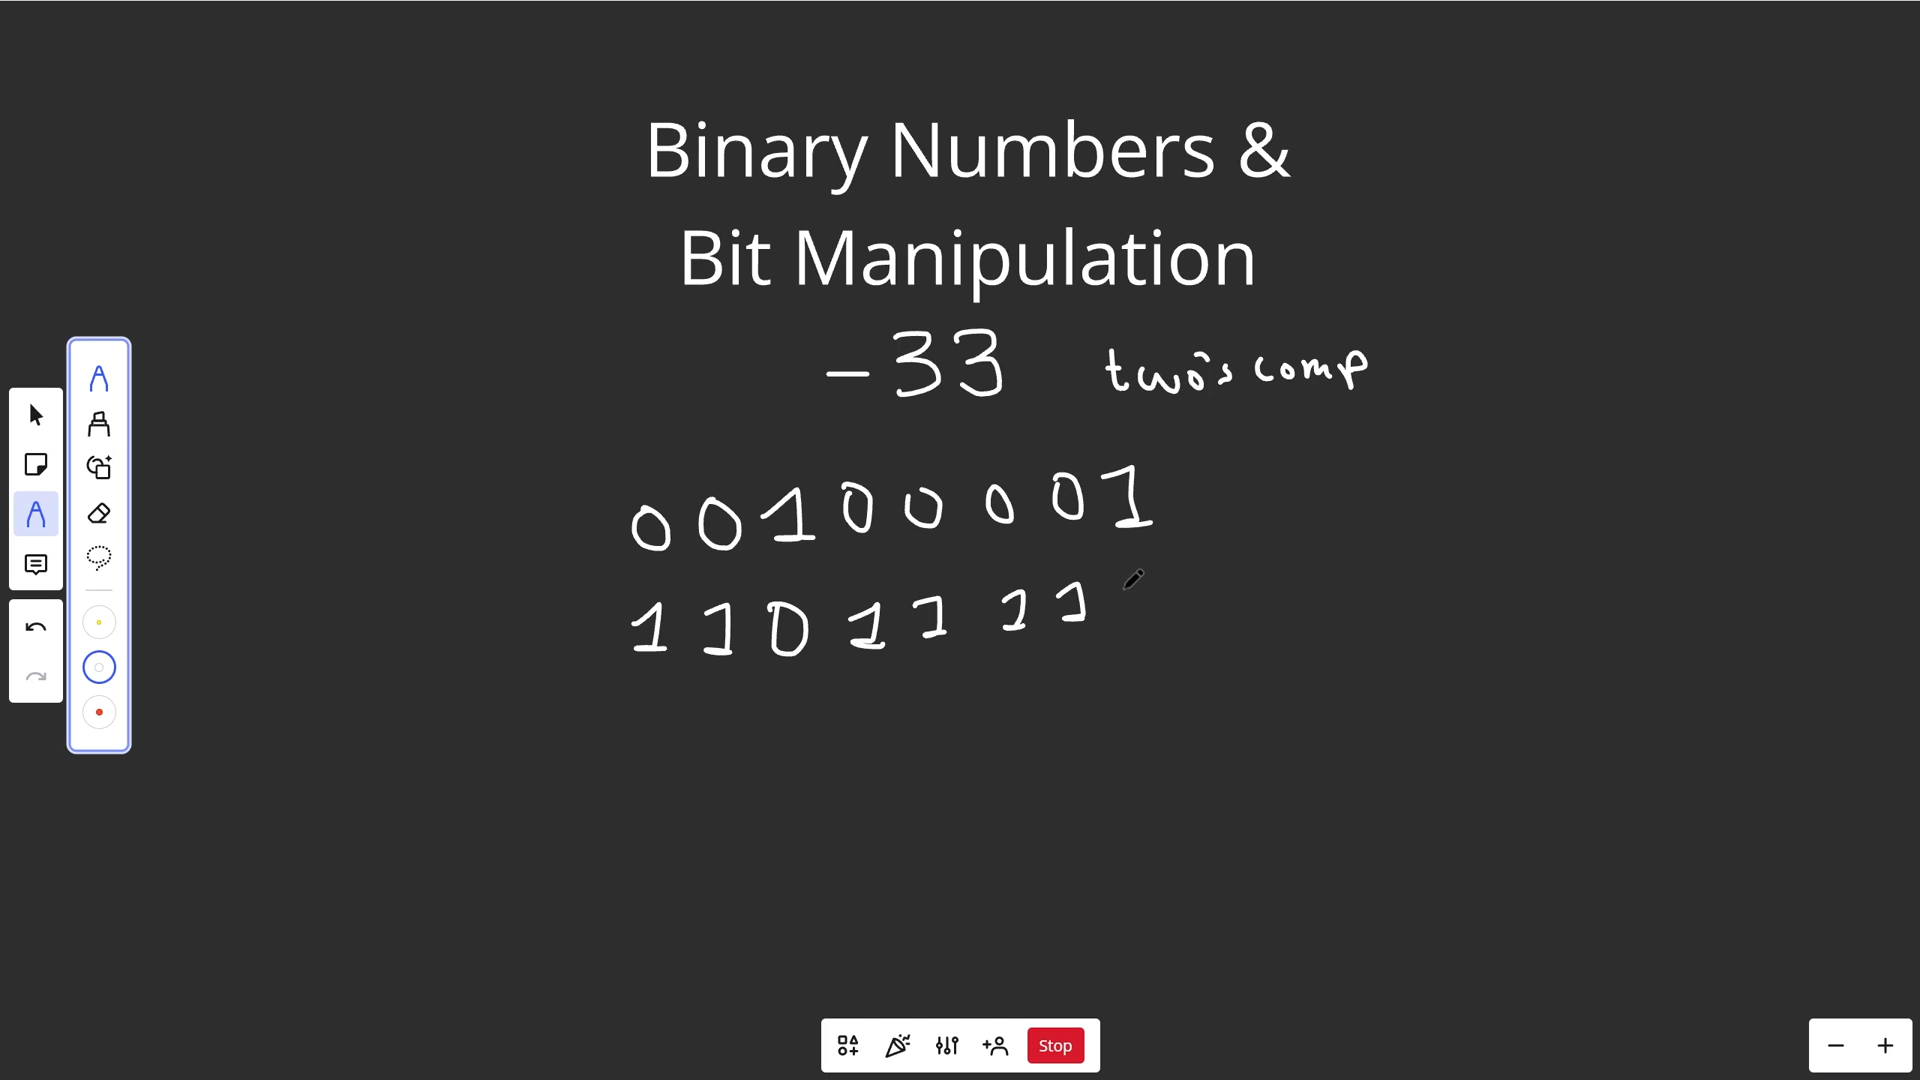 Binary Numbers &
Bit Manipulation
-33 two's comp
0 0 1 0 0 0 0 1
1 1 0 1 1 1 1
Stop